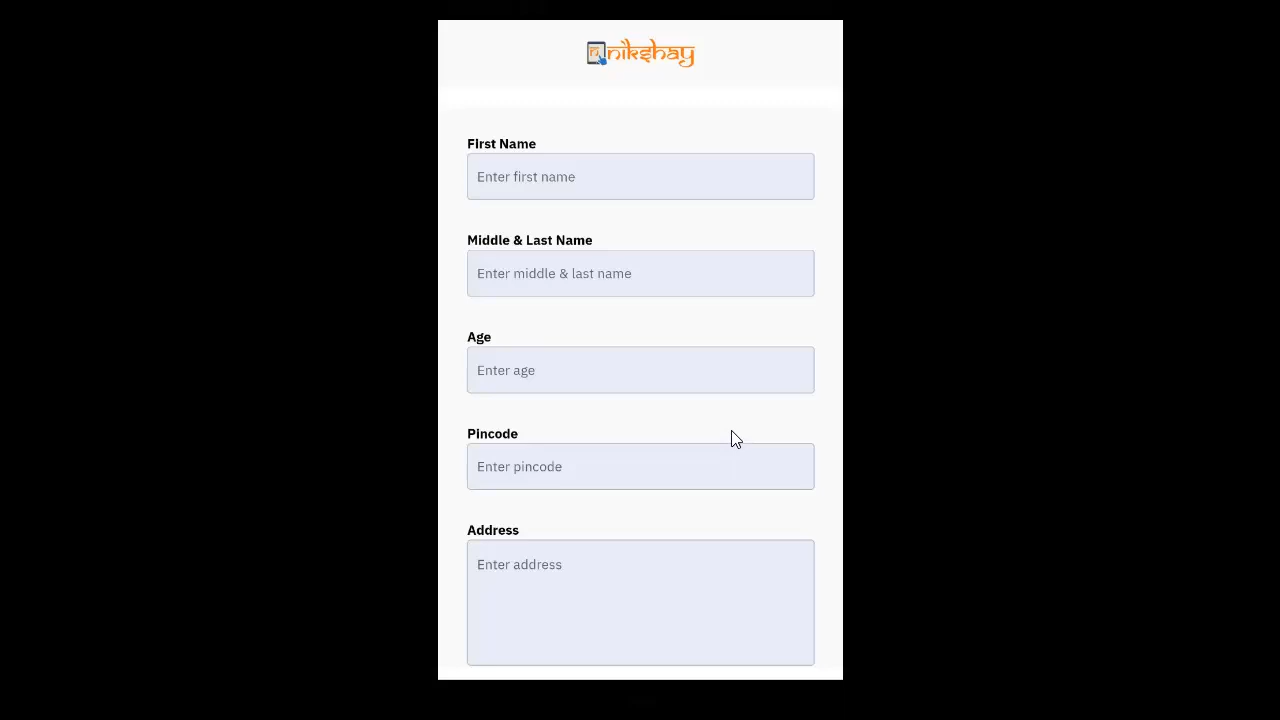 nikshay
First Name
Enter first name
Middle & Last Name
Enter middle & last name
Age
Enter age
Pincode
Enter pincode
Address
Enter address